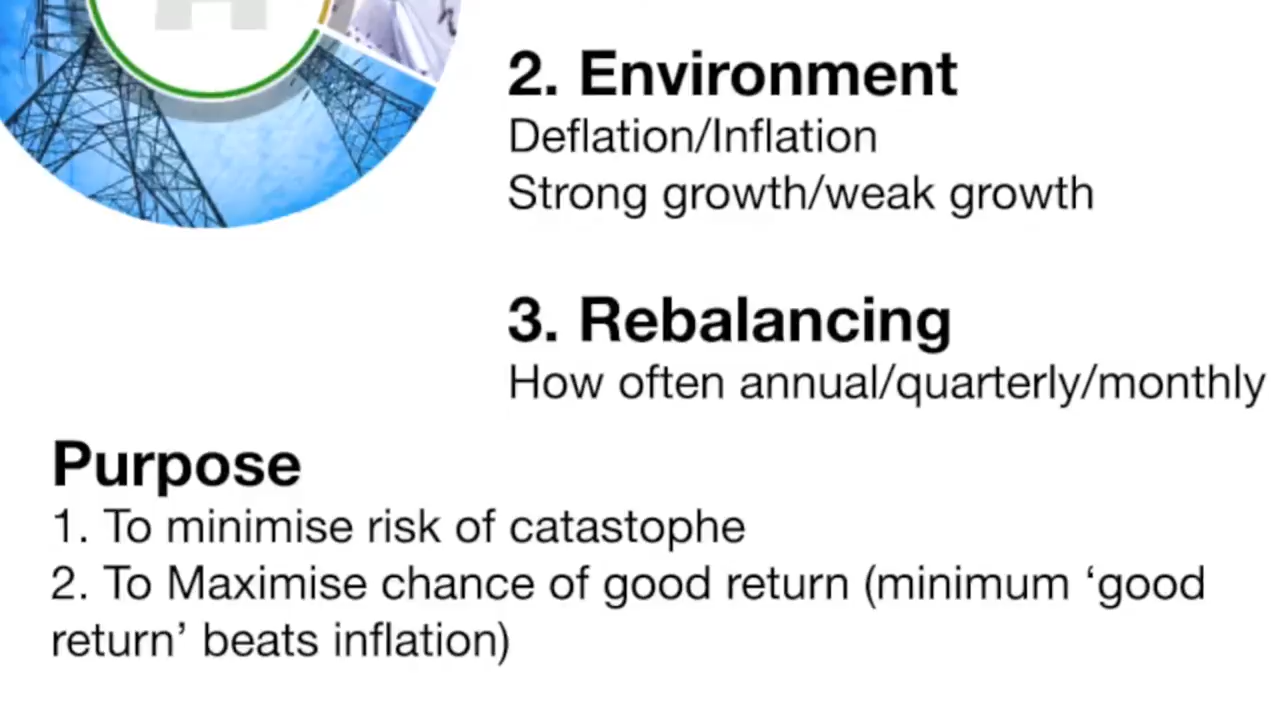 2. Environment
Deflation/Inflation
Strong growth/weak growth
3. Rebalancing
How often annual/quarterly/monthly
Purpose
1. To minimise risk of catastophe
2. To Maximise chance of good return (minimum ‘good
return’ beats inflation)